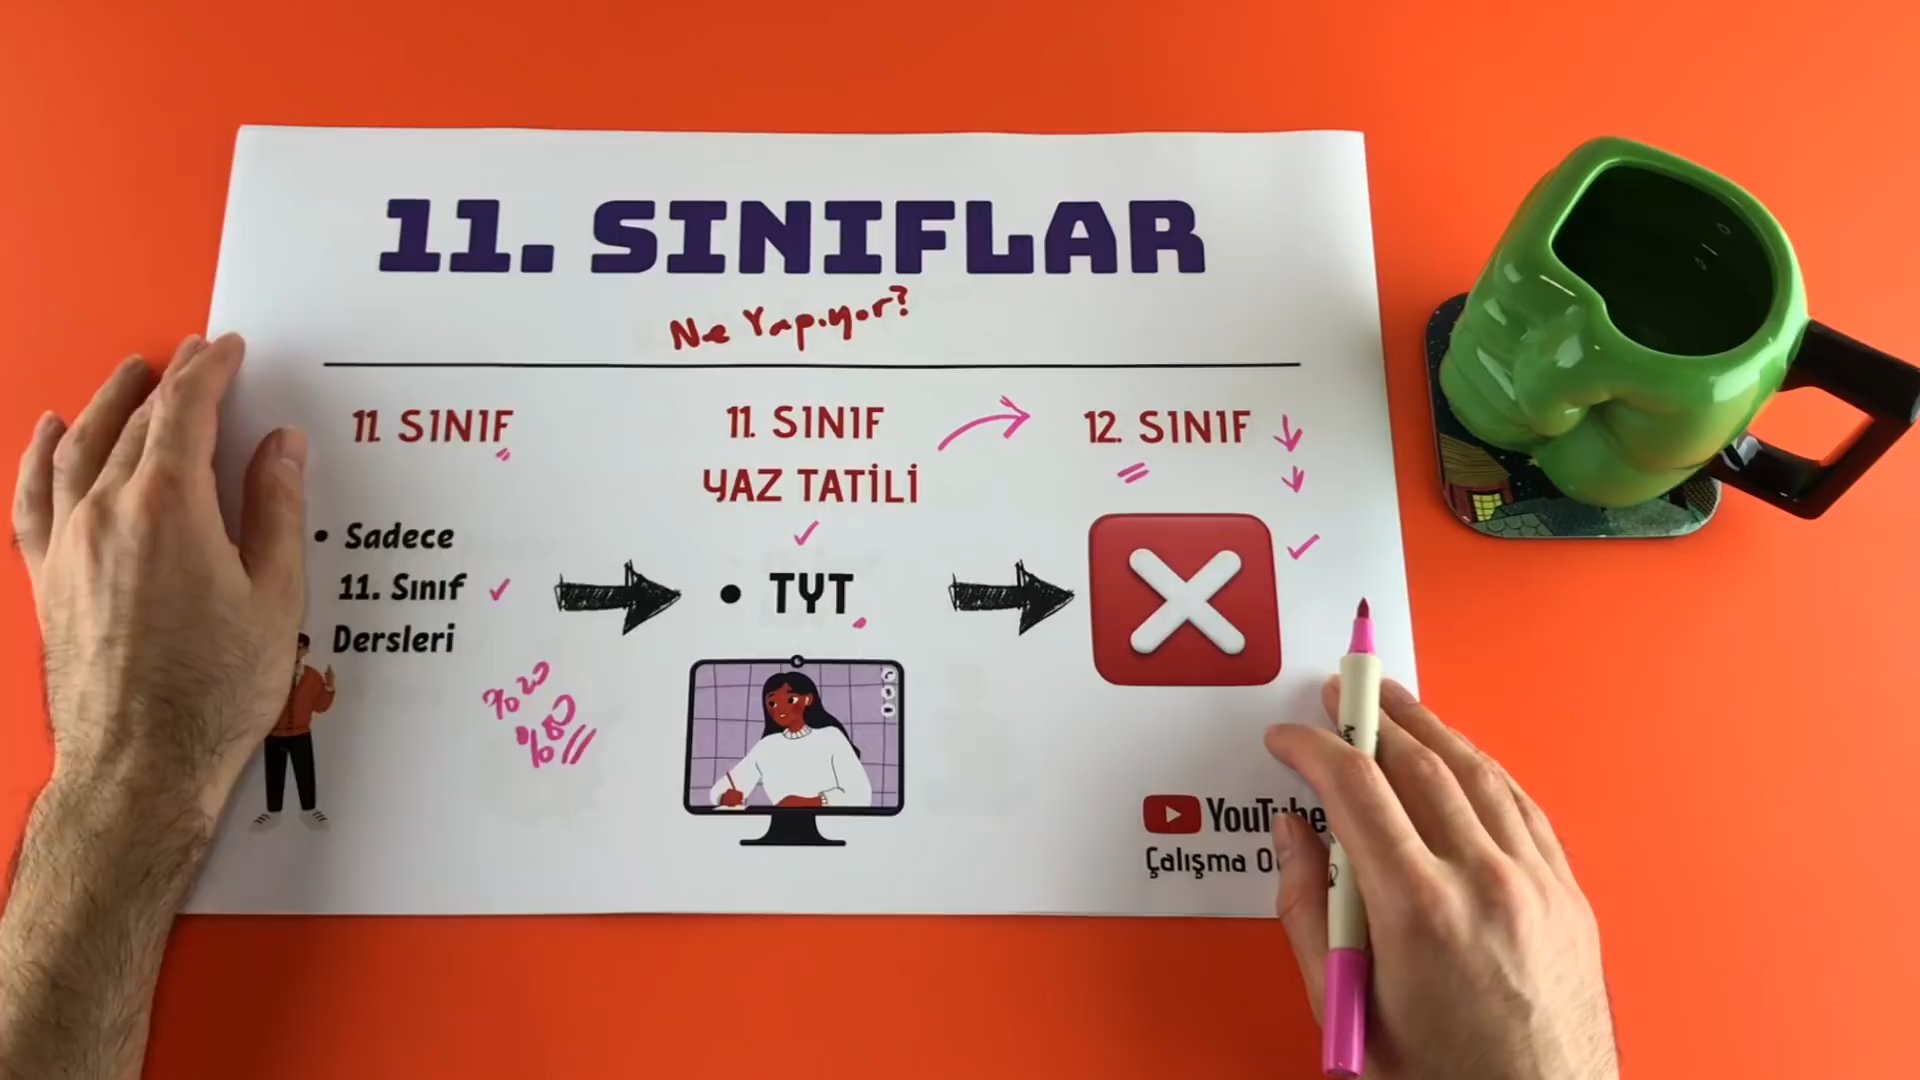 11. SINIFLAR
Ne Yapıyor?
11. SINIF
• Sadece
11. Sınıf
Dersleri
%20
%80
11. SINIF
YAZ TATİLİ
• TYT
12. SINIF
YouTube
Çalışma